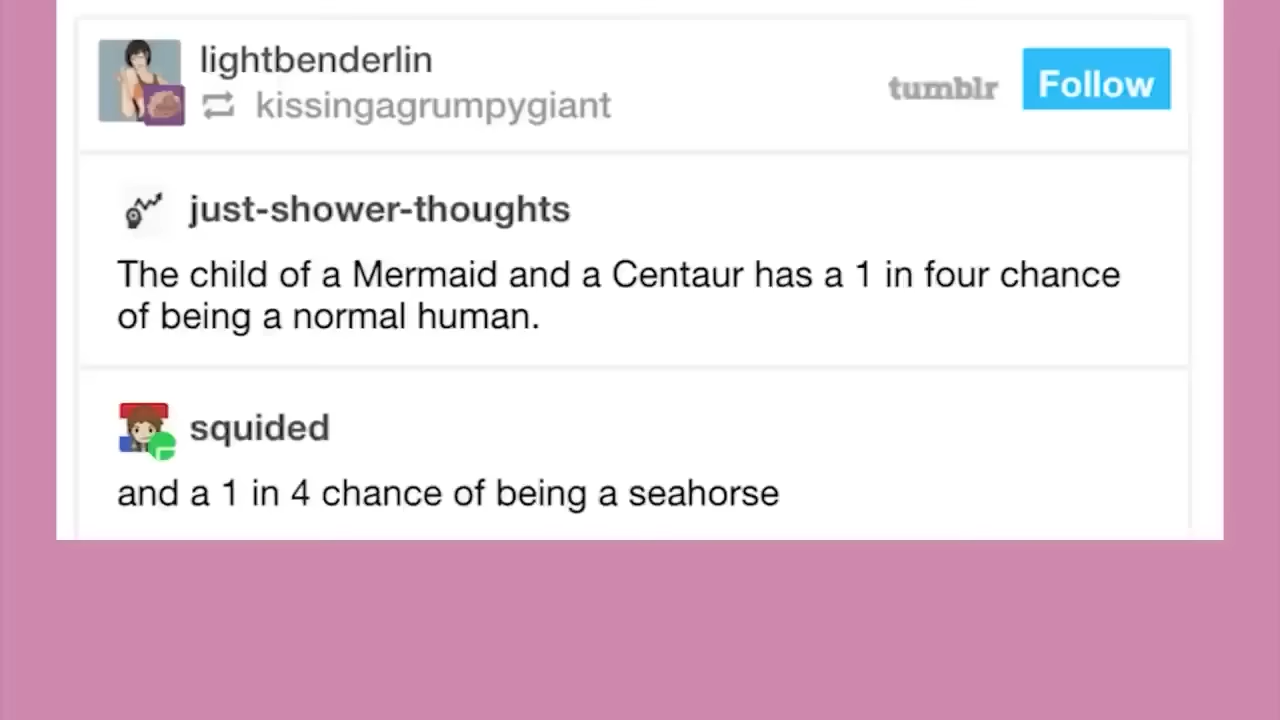 lightbenderlin
kissingagrumpygiant
tumblr
Follow
just-shower-thoughts
The child of a Mermaid and a Centaur has a 1 in four chance
of being a normal human.
squided
and a 1 in 4 chance of being a seahorse